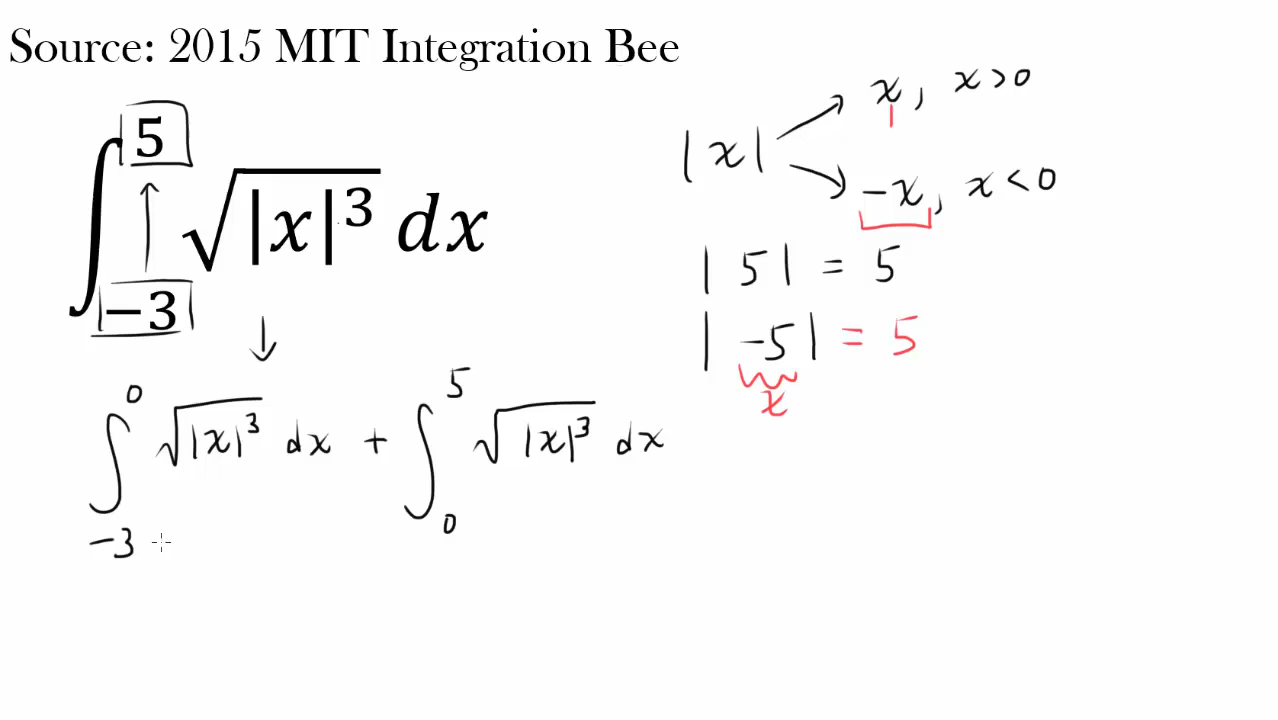 Source: 2015 MIT Integration Bee
∫_{-3}^{5} √|x|³ dx
|x| → x, x > 0
→ -x, x < 0
|5| = 5
|-5| = 5
x
∫_{-3}^{0} √|x|³ dx + ∫_{0}^{5} √|x|³ dx